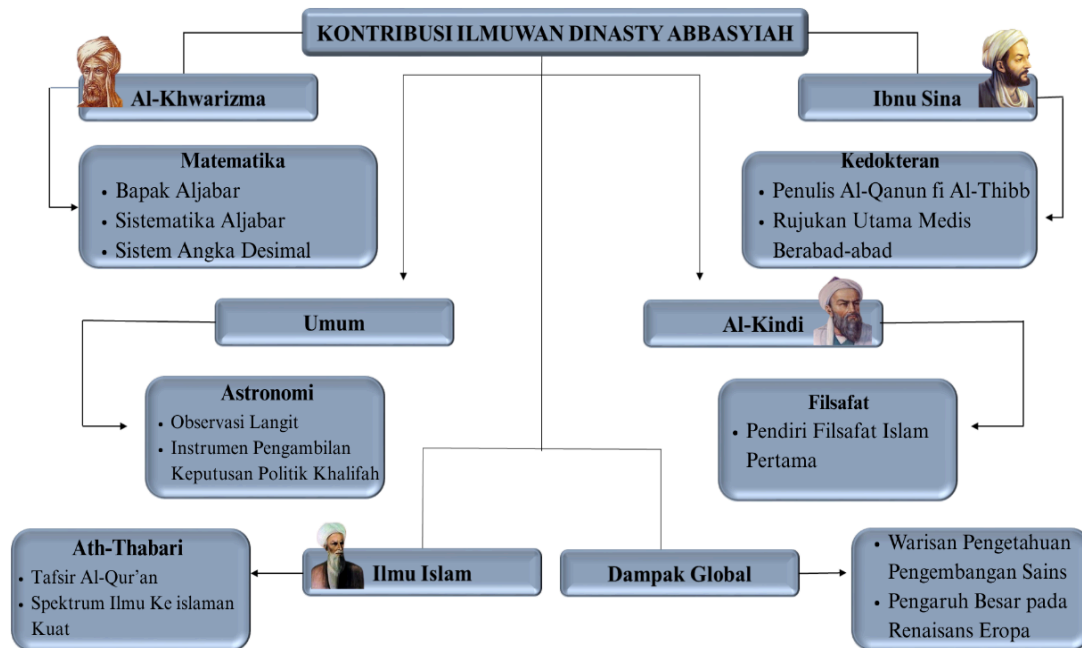 KONTRIBUSI ILMUWAN DINASTY ABBASYIAH
Al-Khwarizma
Ibnu Sina
Matematika
• Bapak Aljabar
• Sistematika Aljabar
• Sistem Angka Desimal
Kedokteran
• Penulis Al-Qanun fi Al-Thibb
• Rujukan Utama Medis
Berabad-abad
Umum
Al-Kindi
Astronomi
• Observasi Langit
• Instrumen Pengambilan
Keputusan Politik Khalifah
Filsafat
• Pendiri Filsafat Islam
Pertama
Ath-Thabari
• Tafsir Al-Qur’an
• Spektrum Ilmu Ke islaman
Kuat
Ilmu Islam
Dampak Global
• Warisan Pengetahuan
Pengembangan Sains
• Pengaruh Besar pada
Renaisans Eropa